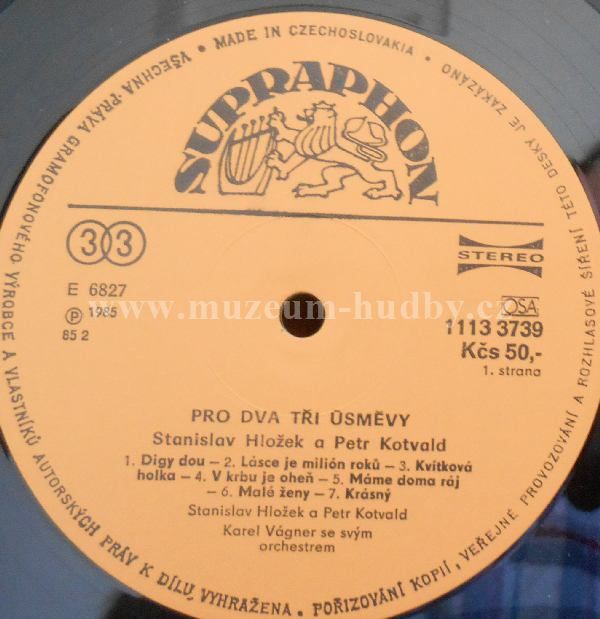 VŠECHNA PRÁVA GRAMOFONOVÉHO VÝROBCE A VLASTNÍKŮ AUTORSKÝCH PRÁV K DÍLU, VYHRAŽENA • POŘIZOVÁNÍ KOPIÍ, VEŘEJNÉ PROVOZOVÁNÍ A ROZHLASOVÉ ŠÍŘENÍ TÉTO DESKY JE ZAKÁZÁNO
• MADE IN CZECHOSLOVAKIA •
SUPRAPHON
33
STEREO
E 6827
℗ 1985
85 2
OSA
1113 3739
Kčs 50,-
1. strana
www.muzeum-hudby.cz
PRO DVA TŘI ÚSMĚVY
Stanislav Hložek a Petr Kotvald
1. Digy dou – 2. Lásce je milión roků – 3. Kvítková
holka – 4. V krbu je oheň – 5. Máme doma ráj
– 6. Malé ženy – 7. Krásný
Stanislav Hložek a Petr Kotvald
Karel Vágner se svým
orchestrem